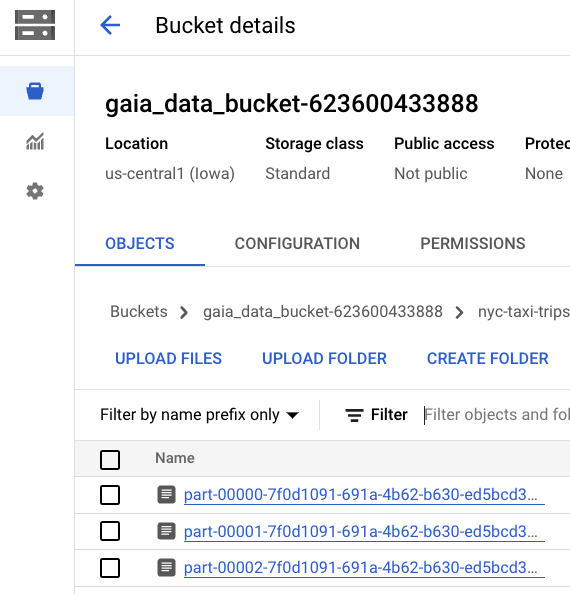 Bucket details
gaia_data_bucket-623600433888
Location Storage class Public access Protec
us-central1 (Iowa) Standard Not public None
OBJECTS CONFIGURATION PERMISSIONS
Buckets gaia_data_bucket-623600433888 nyc-taxi-trips
UPLOAD FILES UPLOAD FOLDER CREATE FOLDER
Filter by name prefix only Filter Filter objects and fol
Name
part-00000-7f0d1091-691a-4b62-b630-ed5bcd3...
part-00001-7f0d1091-691a-4b62-b630-ed5bcd3...
part-00002-7f0d1091-691a-4b62-b630-ed5bcd3...